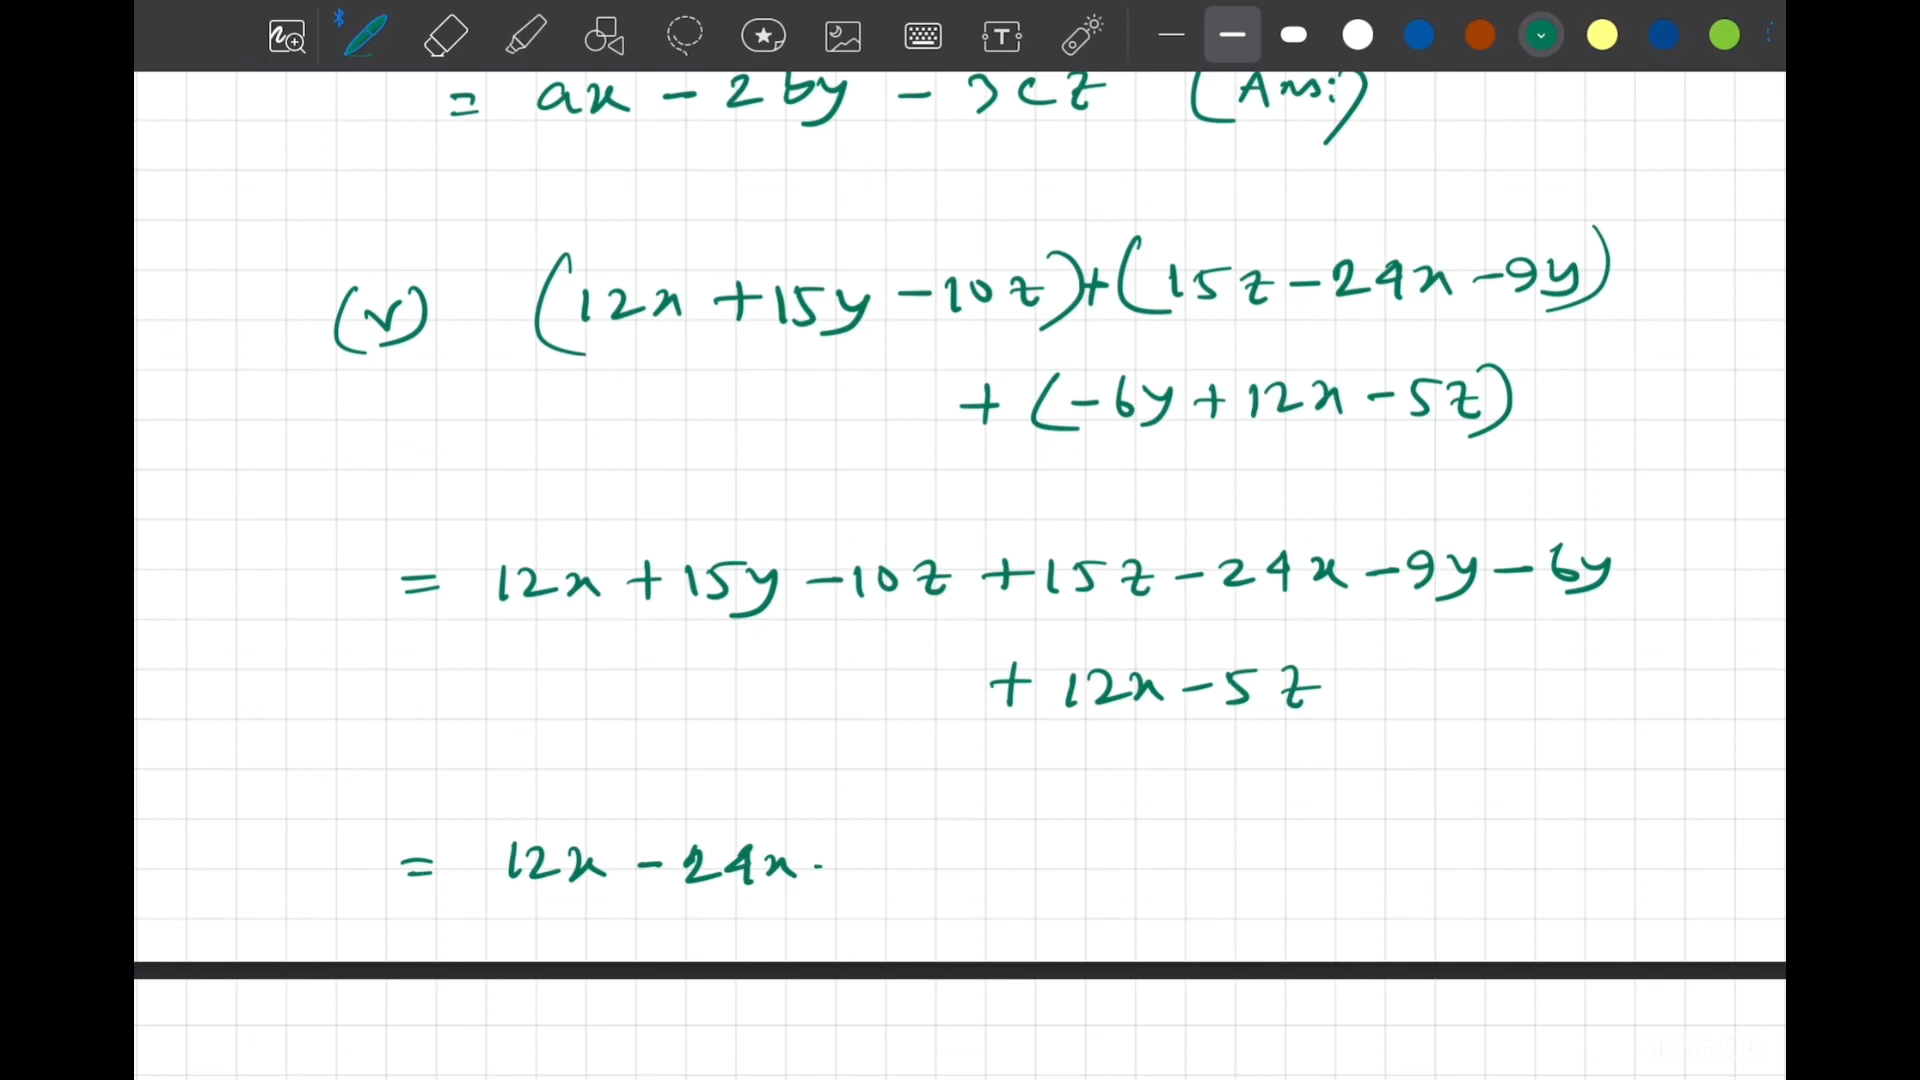 = ax - 2by - 3cz (Ans:)
(v) (12x +15y -10z)+(15z-24x-9y)
+ (-6y+12x-5z)
= 12x +15y -10z +15z-24x-9y-6y
+ 12x-5z
= 12x - 24x -